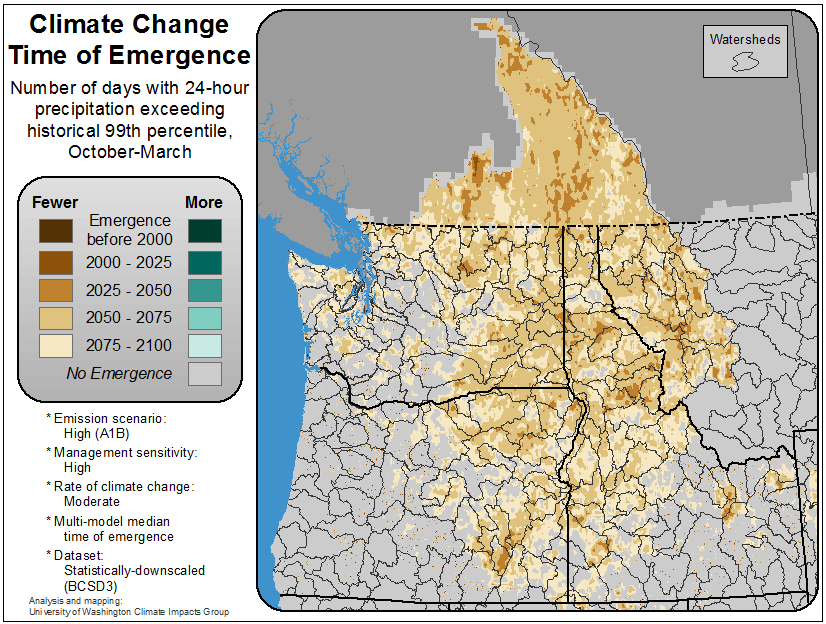 Climate Change
Time of Emergence
Number of days with 24-hour
precipitation exceeding
historical 99th percentile,
October-March
Fewer
More
Emergence
before 2000
2000 - 2025
2025 - 2050
2050 - 2075
2075 - 2100
No Emergence
* Emission scenario:
High (A1B)
* Management sensitivity:
High
* Rate of climate change:
Moderate
* Multi-model median
time of emergence
* Dataset:
Statistically-downscaled
(BCSD3)
Analysis and mapping:
University of Washington Climate Impacts Group
Watersheds